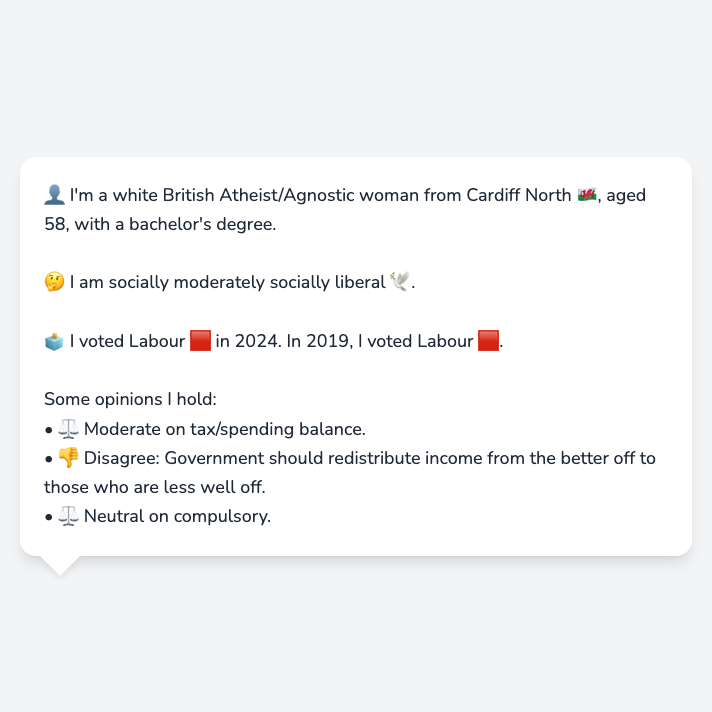 👤 I'm a white British Atheist/Agnostic woman from Cardiff North 🏴󠁧󠁢󠁷󠁬󠁳󠁿, aged
58, with a bachelor's degree.
🤔 I am socially moderately socially liberal 🕊️.
🗳️ I voted Labour 🟥 in 2024. In 2019, I voted Labour 🟥.
Some opinions I hold:
• ⚖️ Moderate on tax/spending balance.
• 👎 Disagree: Government should redistribute income from the better off to
those who are less well off.
• ⚖️ Neutral on compulsory.